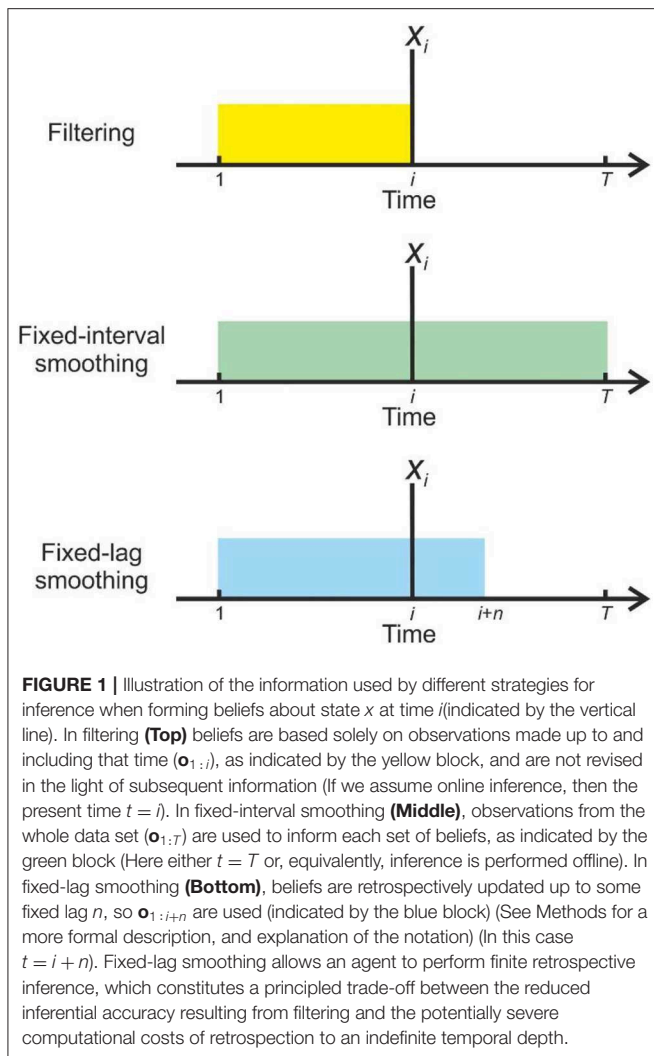 Xi
Filtering
1
i
T
Time
Xi
Fixed-interval
smoothing
1
i
T
Time
Xi
Fixed-lag
smoothing
1
i
i+n
T
Time
FIGURE 1 | Illustration of the information used by different strategies for
inference when forming beliefs about state x at time i(indicated by the vertical
line). In filtering (Top) beliefs are based solely on observations made up to and
including that time (o1:i), as indicated by the yellow block, and are not revised
in the light of subsequent information (If we assume online inference, then the
present time t = i). In fixed-interval smoothing (Middle), observations from the
whole data set (o1:T) are used to inform each set of beliefs, as indicated by the
green block (Here either t = T or, equivalently, inference is performed offline). In
fixed-lag smoothing (Bottom), beliefs are retrospectively updated up to some
fixed lag n, so o1:i+n are used (indicated by the blue block) (See Methods for a
more formal description, and explanation of the notation) (In this case
t = i + n). Fixed-lag smoothing allows an agent to perform finite retrospective
inference, which constitutes a principled trade-off between the reduced
inferential accuracy resulting from filtering and the potentially severe
computational costs of retrospection to an indefinite temporal depth.